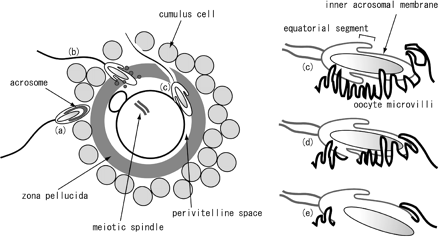 cumulus cell
(b)
acrosome
(a)
(c)
zona pellucida
perivitelline space
meiotic spindle
inner acrosomal membrane
equatorial segment
(c)
oocyte microvilli
(d)
(e)